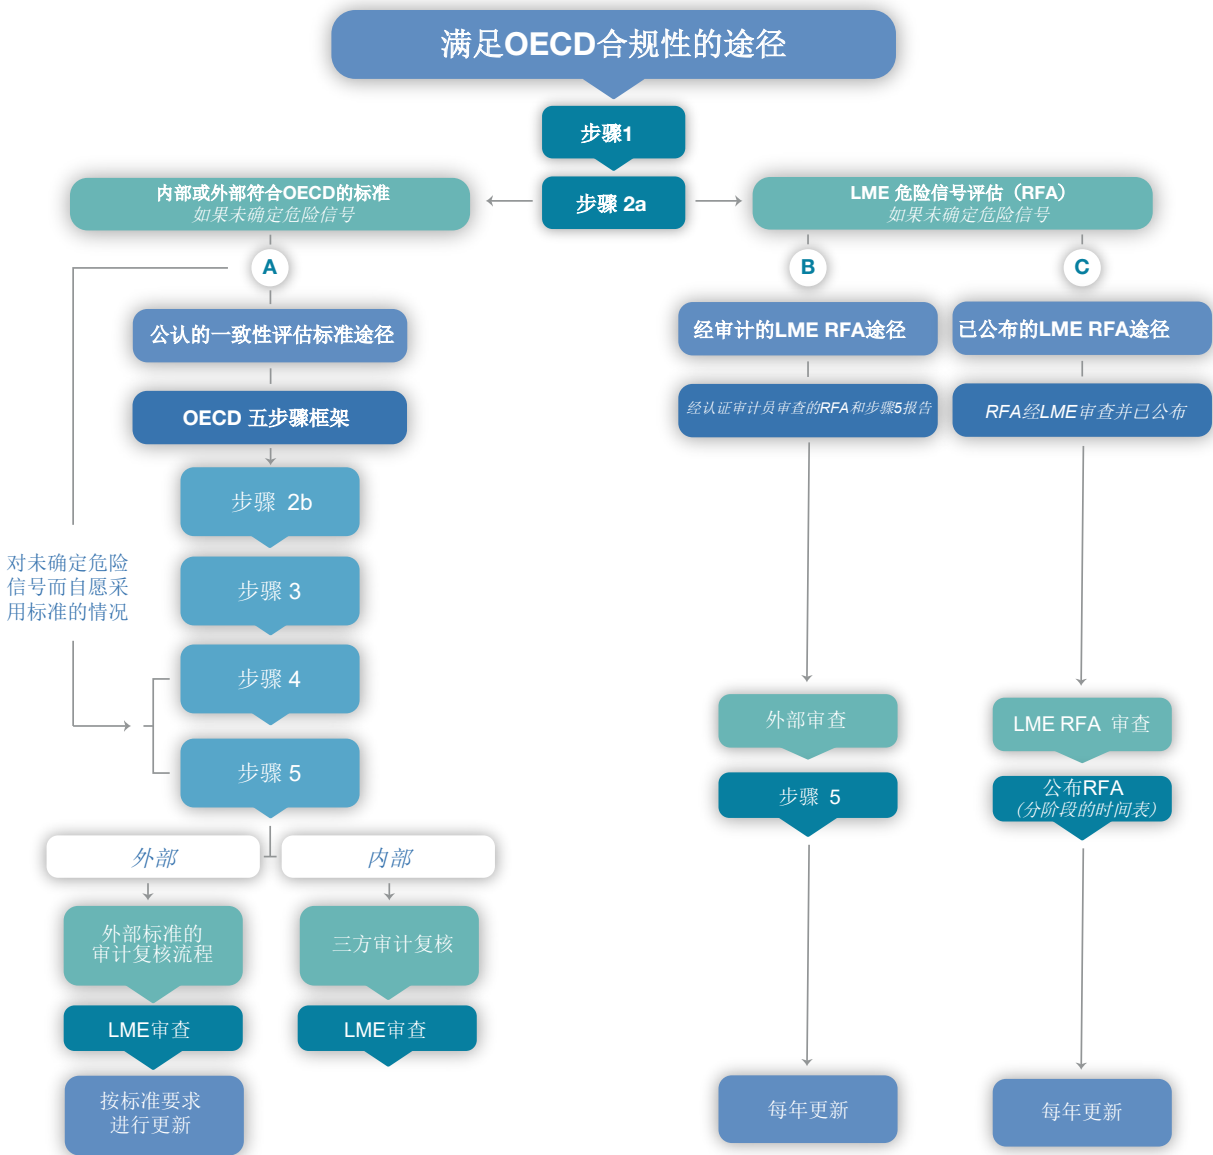 满足OECD合规性的途径
步骤1
步骤 2a
内部或外部符合OECD的标准
如果未确定危险信号
LME 危险信号评估（RFA）
如果未确定危险信号
A
B
C
公认的一致性评估标准途径
经审计的LME RFA途径
已公布的LME RFA途径
OECD 五步骤框架
经认证审计员审查的RFA和步骤5报告
RFA经LME审查并已公布
步骤 2b
对未确定危险
信号而自愿采
用标准的情况
步骤 3
步骤 4
步骤 5
外部审查
LME RFA 审查
步骤 5
公布RFA
（分阶段的时间表）
外部
内部
外部标准的
审计复核流程
三方审计复核
LME审查
LME审查
按标准要求
进行更新
每年更新
每年更新